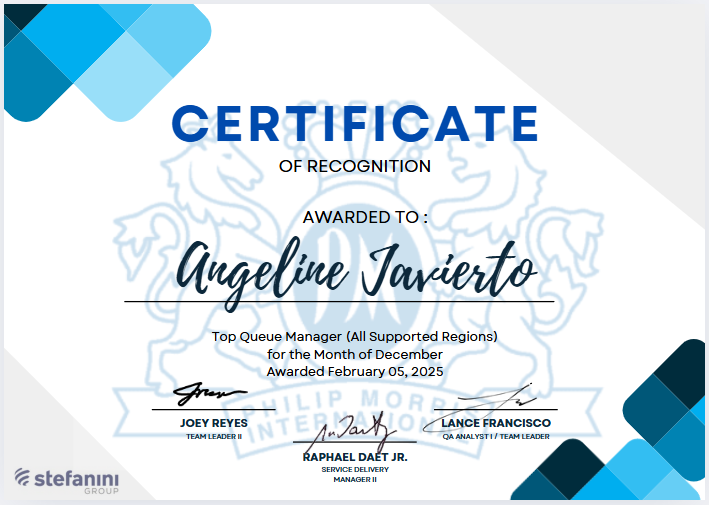 CERTIFICATE
OF RECOGNITION
AWARDED TO :
Angeline Javierto
Top Queue Manager (All Supported Regions)
for the Month of December
Awarded February 05, 2025
PM
PHILIP MORRIS
INTERNATIONAL
JOEY REYES
TEAM LEADER II
LANCE FRANCISCO
QA ANALYST I / TEAM LEADER
RAPHAEL DAET JR.
SERVICE DELIVERY
MANAGER II
stefanini
GROUP